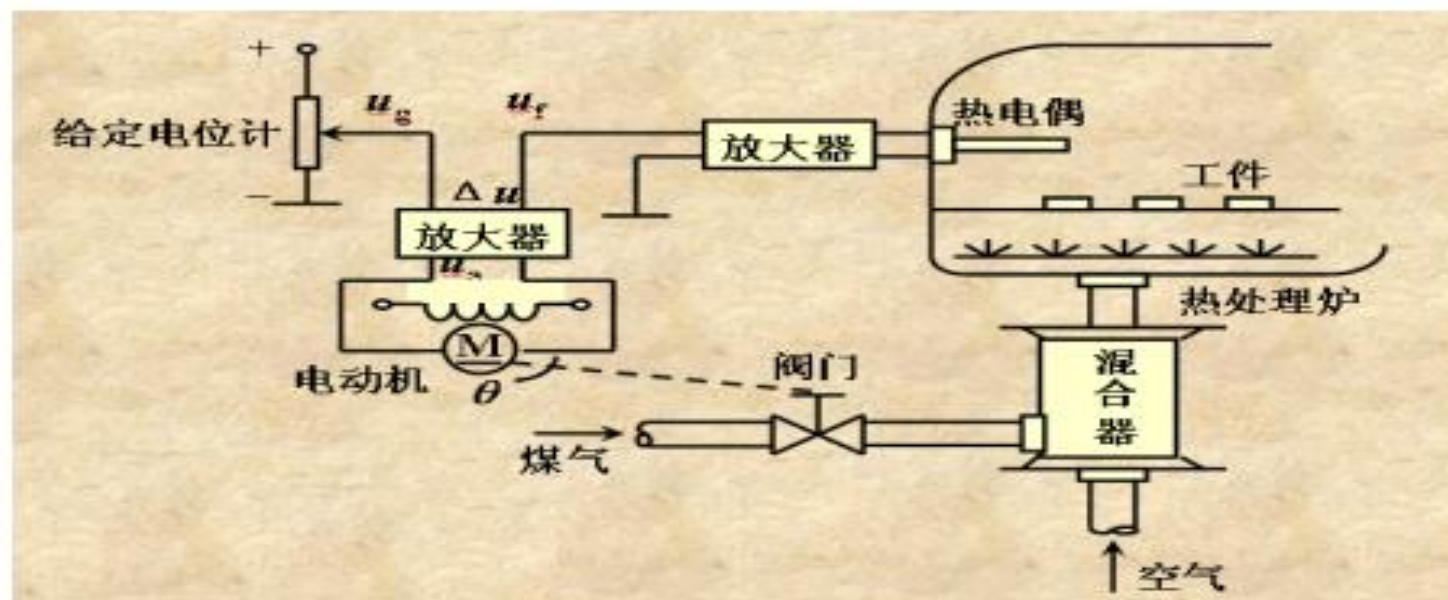 +
给定电位计
−
u_g
u_f
Δu
放大器
放大器
热电偶
工件
热处理炉
u_a
M
电动机
θ
阀门
煤气
混合器
空气